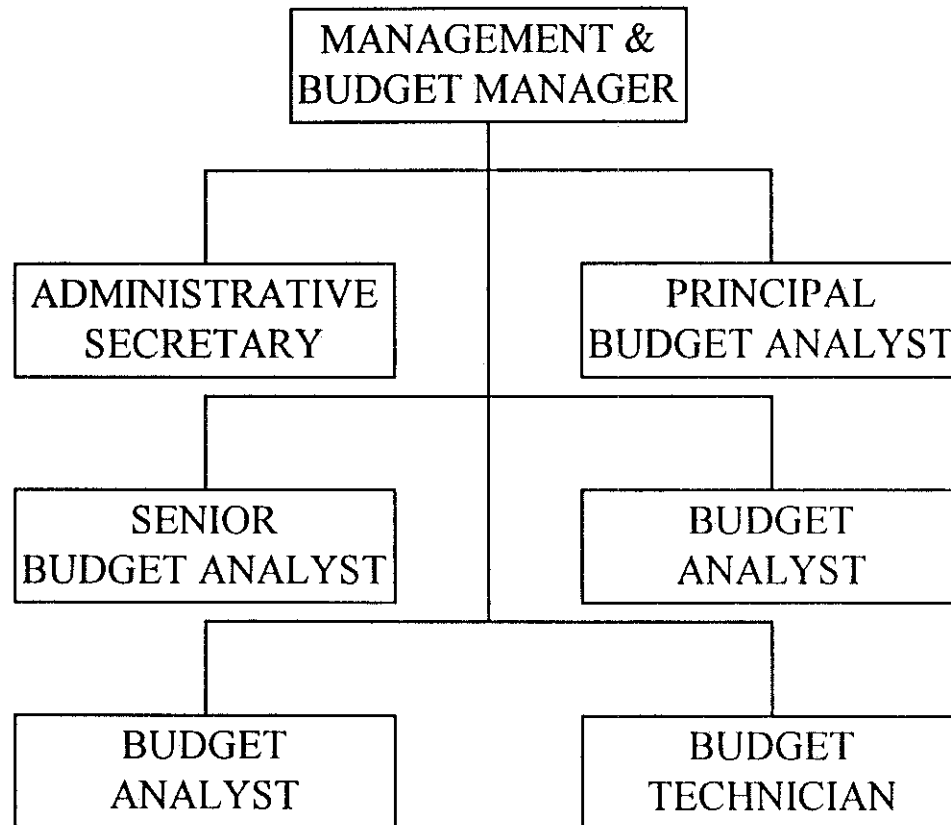 MANAGEMENT &
BUDGET MANAGER
ADMINISTRATIVE
SECRETARY
PRINCIPAL
BUDGET ANALYST
SENIOR
BUDGET ANALYST
BUDGET
ANALYST
BUDGET
ANALYST
BUDGET
TECHNICIAN